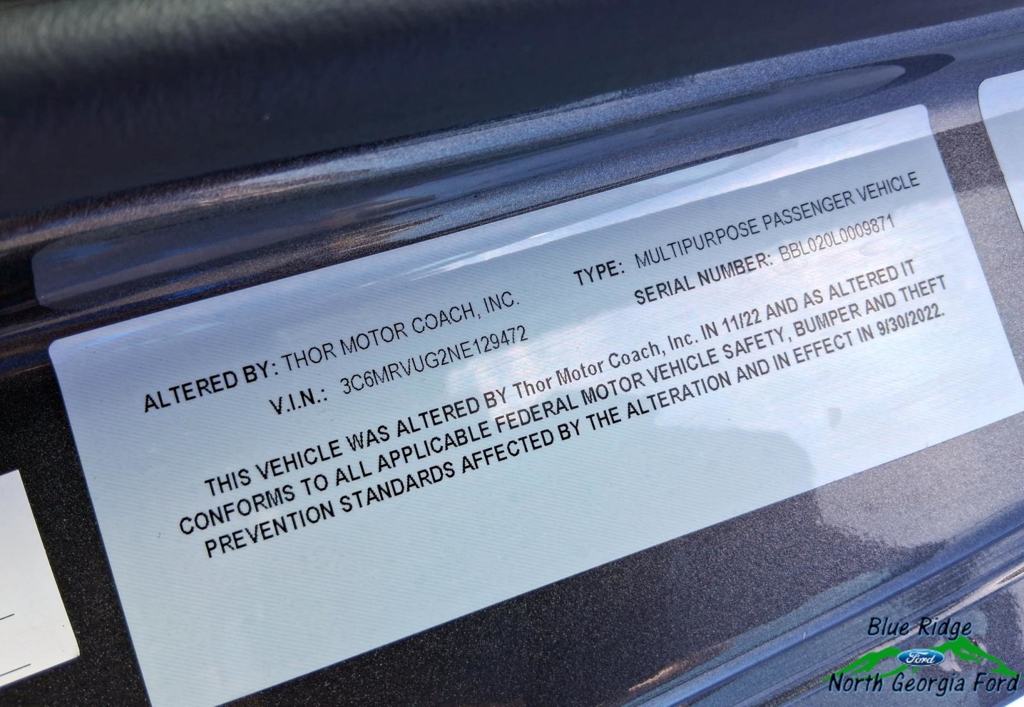 ALTERED BY: THOR MOTOR COACH, INC.
TYPE: MULTIPURPOSE PASSENGER VEHICLE
V.I.N.: 3C6MRVUG2NE129472
SERIAL NUMBER: BBL020L0009871
THIS VEHICLE WAS ALTERED BY Thor Motor Coach, Inc. IN 11/22 AND AS ALTERED IT
CONFORMS TO ALL APPLICABLE FEDERAL MOTOR VEHICLE SAFETY, BUMPER AND THEFT
PREVENTION STANDARDS AFFECTED BY THE ALTERATION AND IN EFFECT IN 9/30/2022.
Blue Ridge
Ford
North Georgia Ford